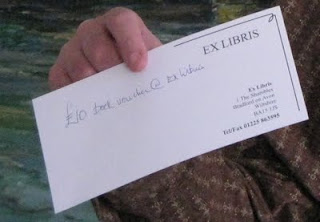 EX LIBRIS
£10 book voucher @ Ex Libris
Ex Libris
1 The Shambles
Bradford on Avon
Wiltshire
BA15 1JS
Tel/Fax 01225 863595